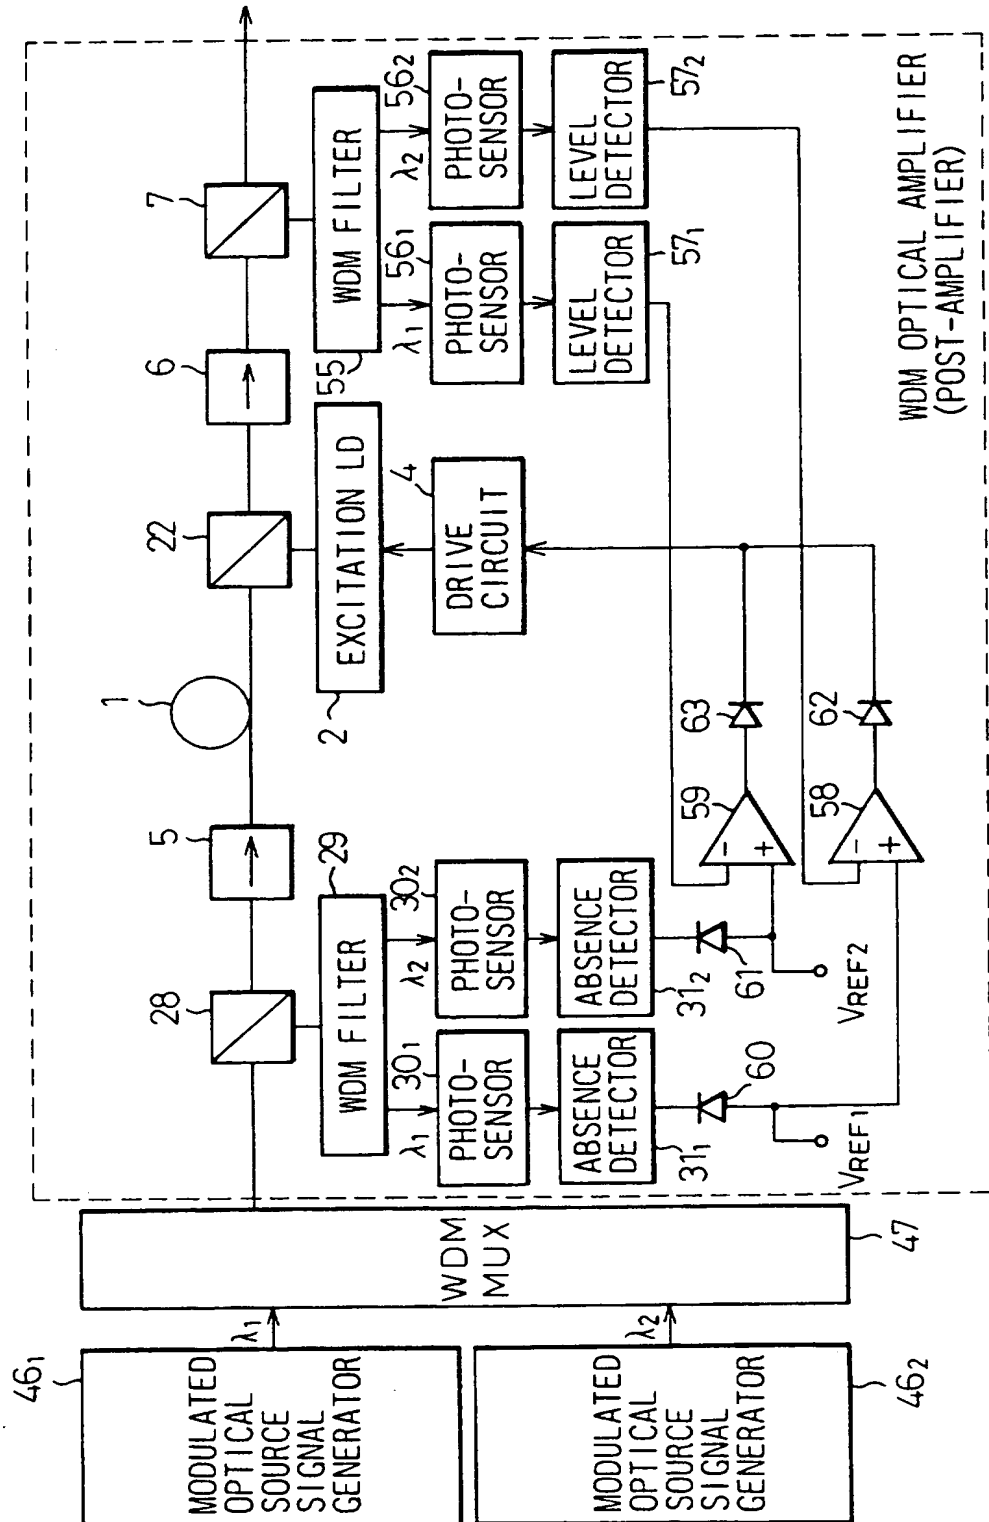 46₁
MODULATED
OPTICAL
SOURCE
SIGNAL
GENERATOR
λ₁
MODULATED
OPTICAL
SOURCE
SIGNAL
GENERATOR
46₂
λ₂
WDM
MUX
47
28
5
1
22
6
7
29
WDM FILTER
λ₁
λ₂
30₁
PHOTO-
SENSOR
30₂
PHOTO-
SENSOR
ABSENCE
DETECTOR
31₁
ABSENCE
DETECTOR
31₂
60
61
VREF1
VREF2
2
EXCITATION LD
4
DRIVE
CIRCUIT
59
-
+
63
58
-
+
62
55
WDM FILTER
λ₁
λ₂
56₁
PHOTO-
SENSOR
56₂
PHOTO-
SENSOR
LEVEL
DETECTOR
57₁
LEVEL
DETECTOR
57₂
WDM OPTICAL AMPLIFIER
(POST-AMPLIFIER)